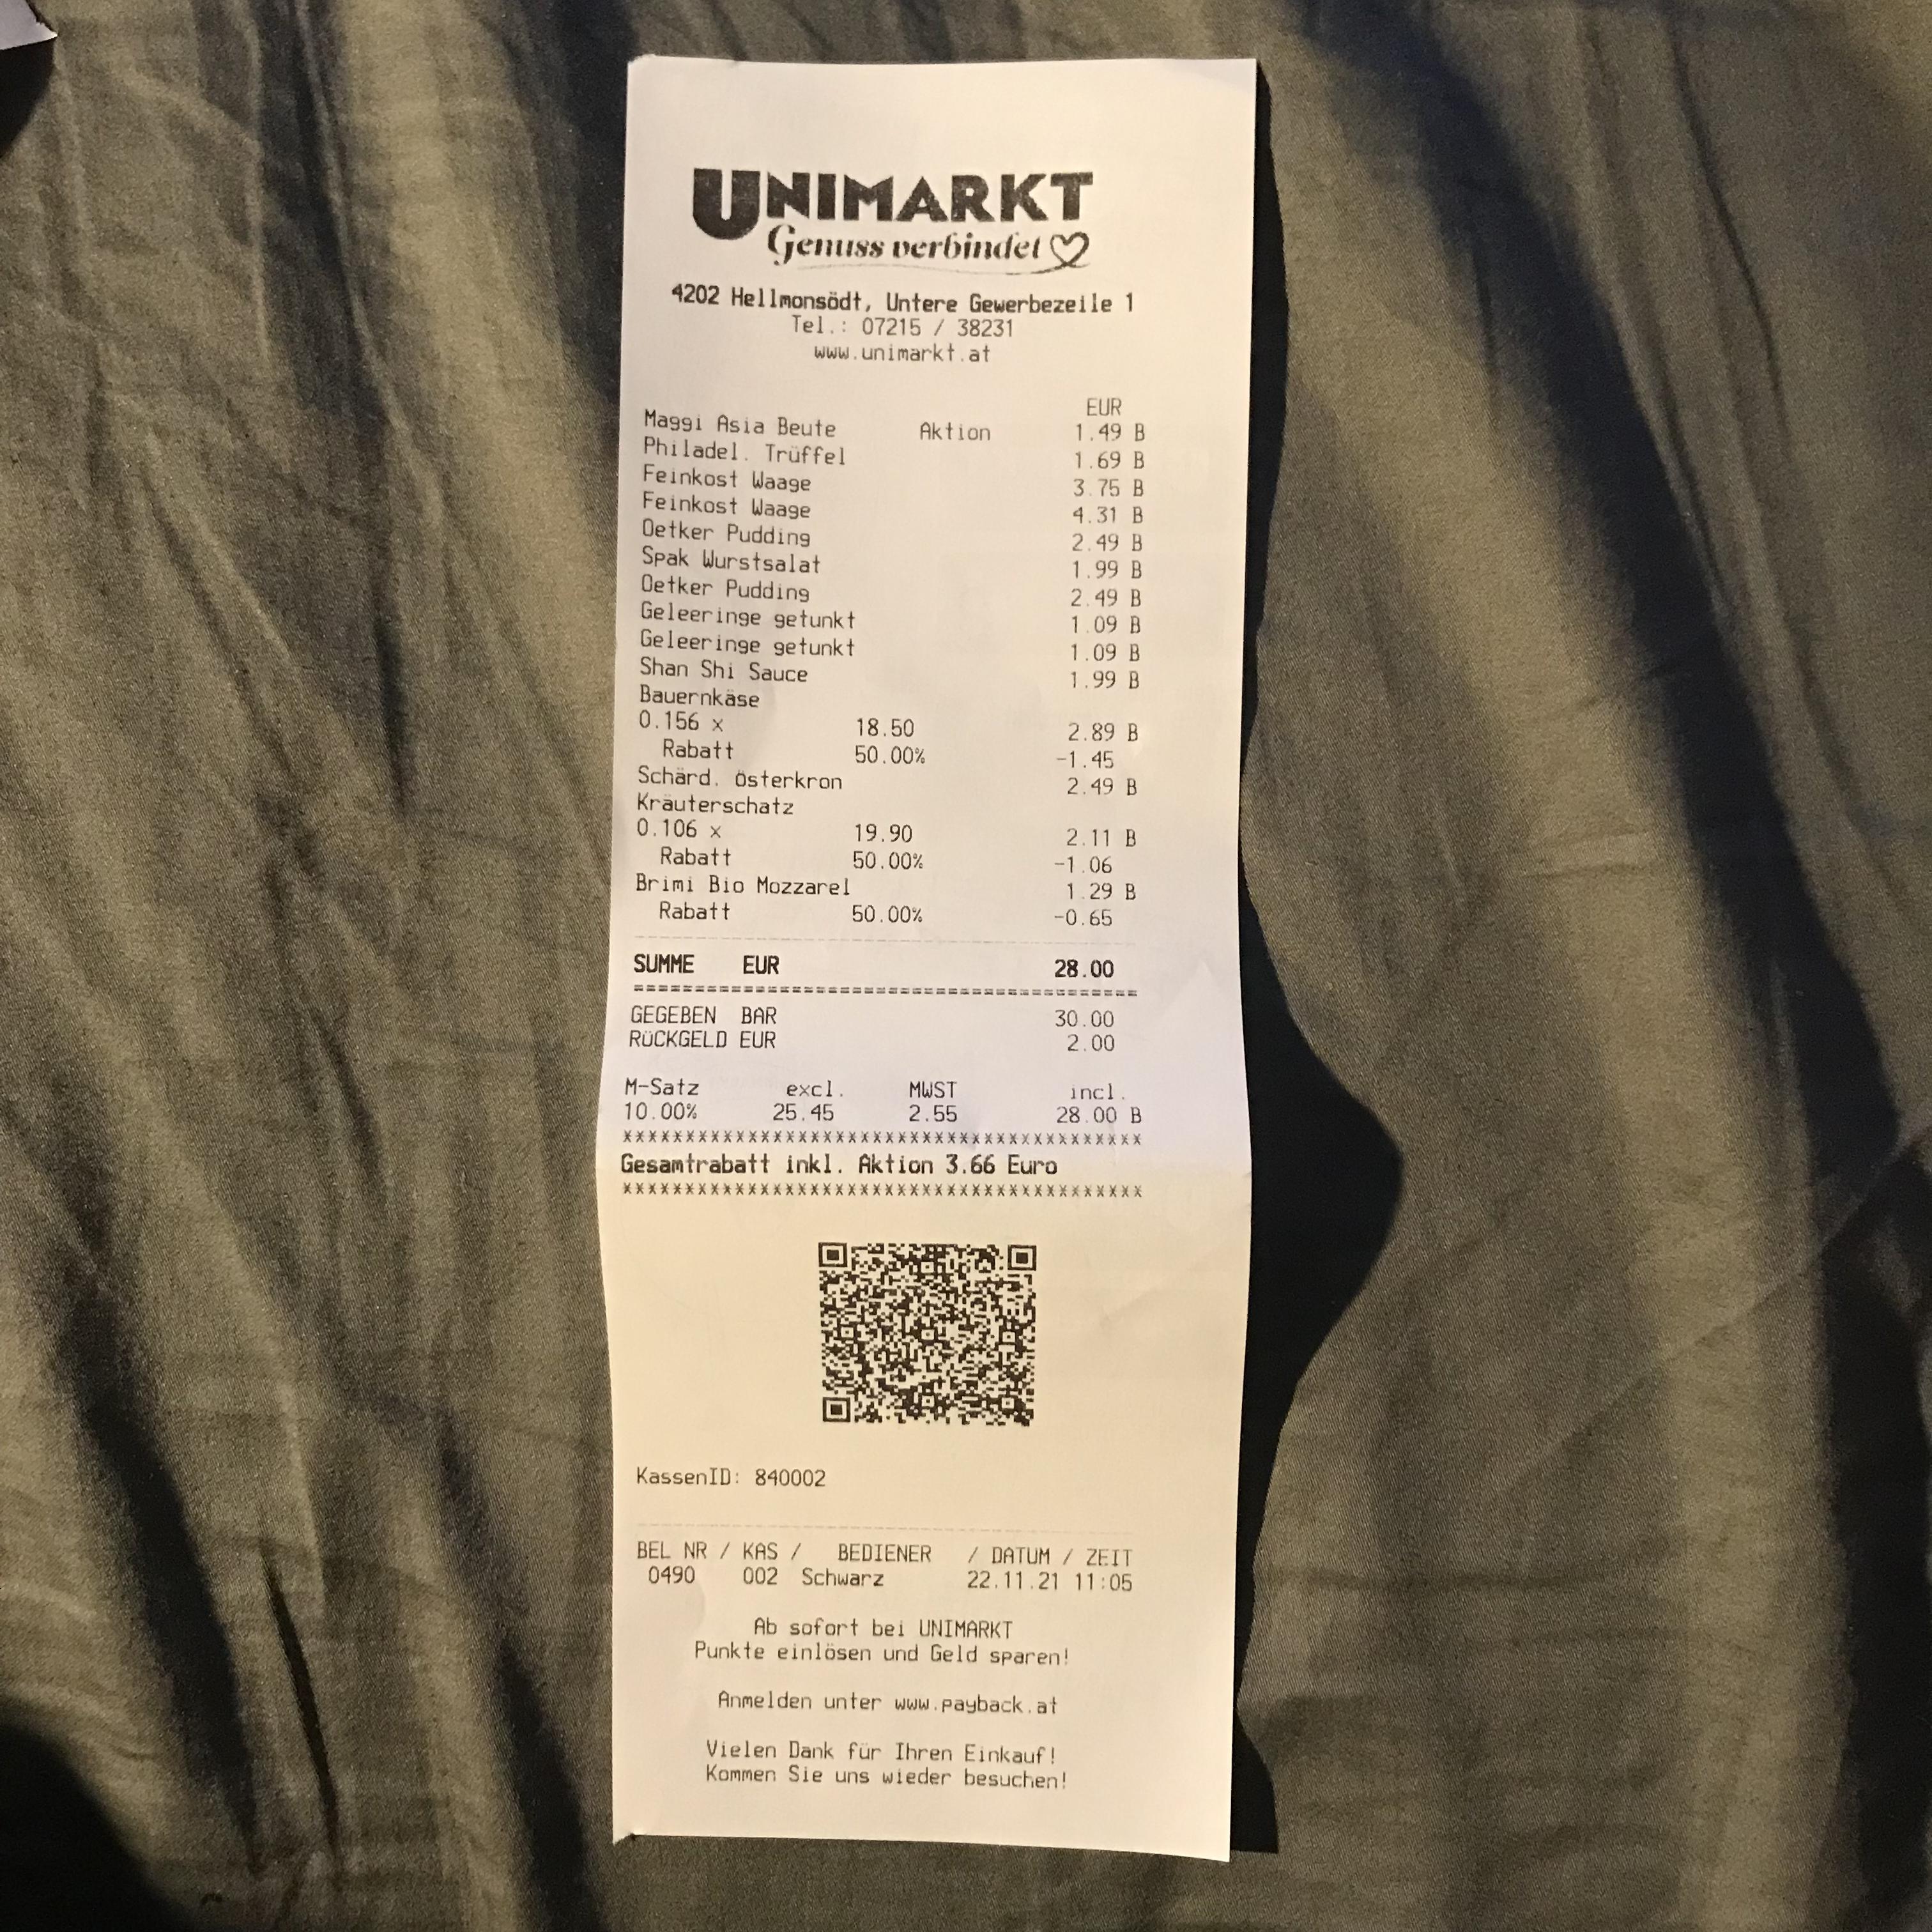 UNIMARKT
Genuss verbindet
4202 Hellmonsödt, Untere Gewerbezeile 1
Tel.: 07215 / 38231
www.unimarkt.at
EUR
Maggi Asia Beute Aktion 1.49 B
Philadel. Trüffel 1.69 B
Feinkost Waage 3.75 B
Feinkost Waage 4.31 B
Oetker Pudding 2.49 B
Spak Wurstsalat 1.99 B
Oetker Pudding 2.49 B
Geleeringe getunkt 1.09 B
Geleeringe getunkt 1.09 B
Shan Shi Sauce 1.99 B
Bauernkäse
0.156 x 18.50 2.89 B
Rabatt 50.00% -1.45
Schärd. Österkron 2.49 B
Kräuterschatz
0.106 x 19.90 2.11 B
Rabatt 50.00% -1.06
Brimi Bio Mozzarel 1.29 B
Rabatt 50.00% -0.65
SUMME EUR 28.00
=========================================
GEGEBEN BAR 30.00
RÜCKGELD EUR 2.00
M-Satz excl. MWST incl.
10.00% 25.45 2.55 28.00 B
xxxxxxxxxxxxxxxxxxxxxxxxxxxxxxxxxxxxxxxxxx
Gesamtrabatt inkl. Aktion 3.66 Euro
xxxxxxxxxxxxxxxxxxxxxxxxxxxxxxxxxxxxxxxxxx
KassenID: 840002
BEL NR / KAS / BEDIENER / DATUM / ZEIT
0490 002 Schwarz 22.11.21 11:05
Ab sofort bei UNIMARKT
Punkte einlösen und Geld sparen!
Anmelden unter www.payback.at
Vielen Dank für Ihren Einkauf!
Kommen Sie uns wieder besuchen!